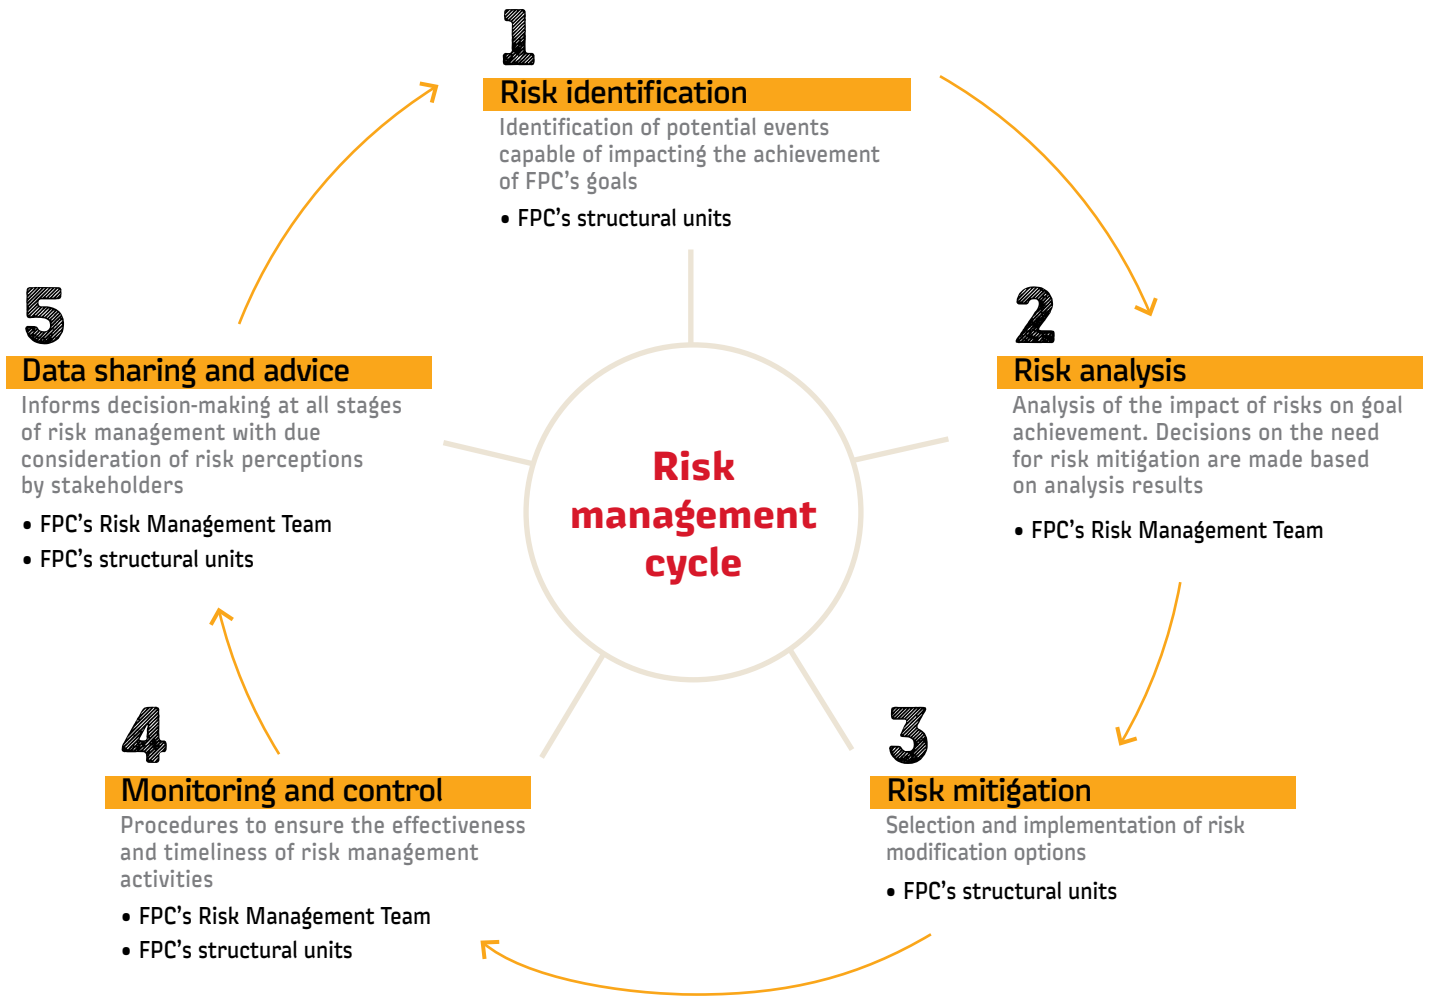 1
Risk identification
Identification of potential events
capable of impacting the achievement
of FPC’s goals
• FPC’s structural units
2
Risk analysis
Analysis of the impact of risks on goal
achievement. Decisions on the need
for risk mitigation are made based
on analysis results
• FPC’s Risk Management Team
3
Risk mitigation
Selection and implementation of risk
modification options
• FPC’s structural units
4
Monitoring and control
Procedures to ensure the effectiveness
and timeliness of risk management
activities
• FPC’s Risk Management Team
• FPC’s structural units
5
Data sharing and advice
Informs decision-making at all stages
of risk management with due
consideration of risk perceptions
by stakeholders
• FPC’s Risk Management Team
• FPC’s structural units
Risk
management
cycle